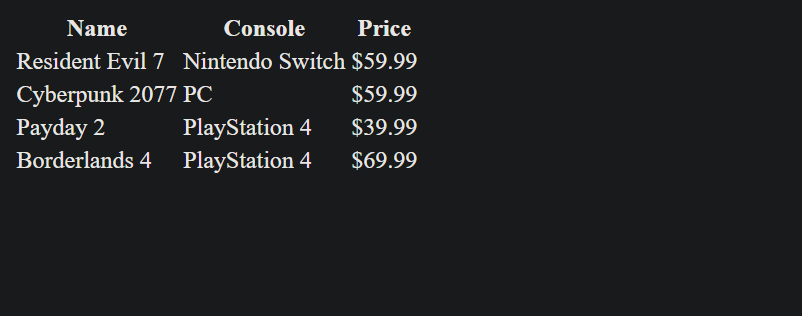 Name Console Price
Resident Evil 7 Nintendo Switch $59.99
Cyberpunk 2077 PC $59.99
Payday 2 PlayStation 4 $39.99
Borderlands 4 PlayStation 4 $69.99